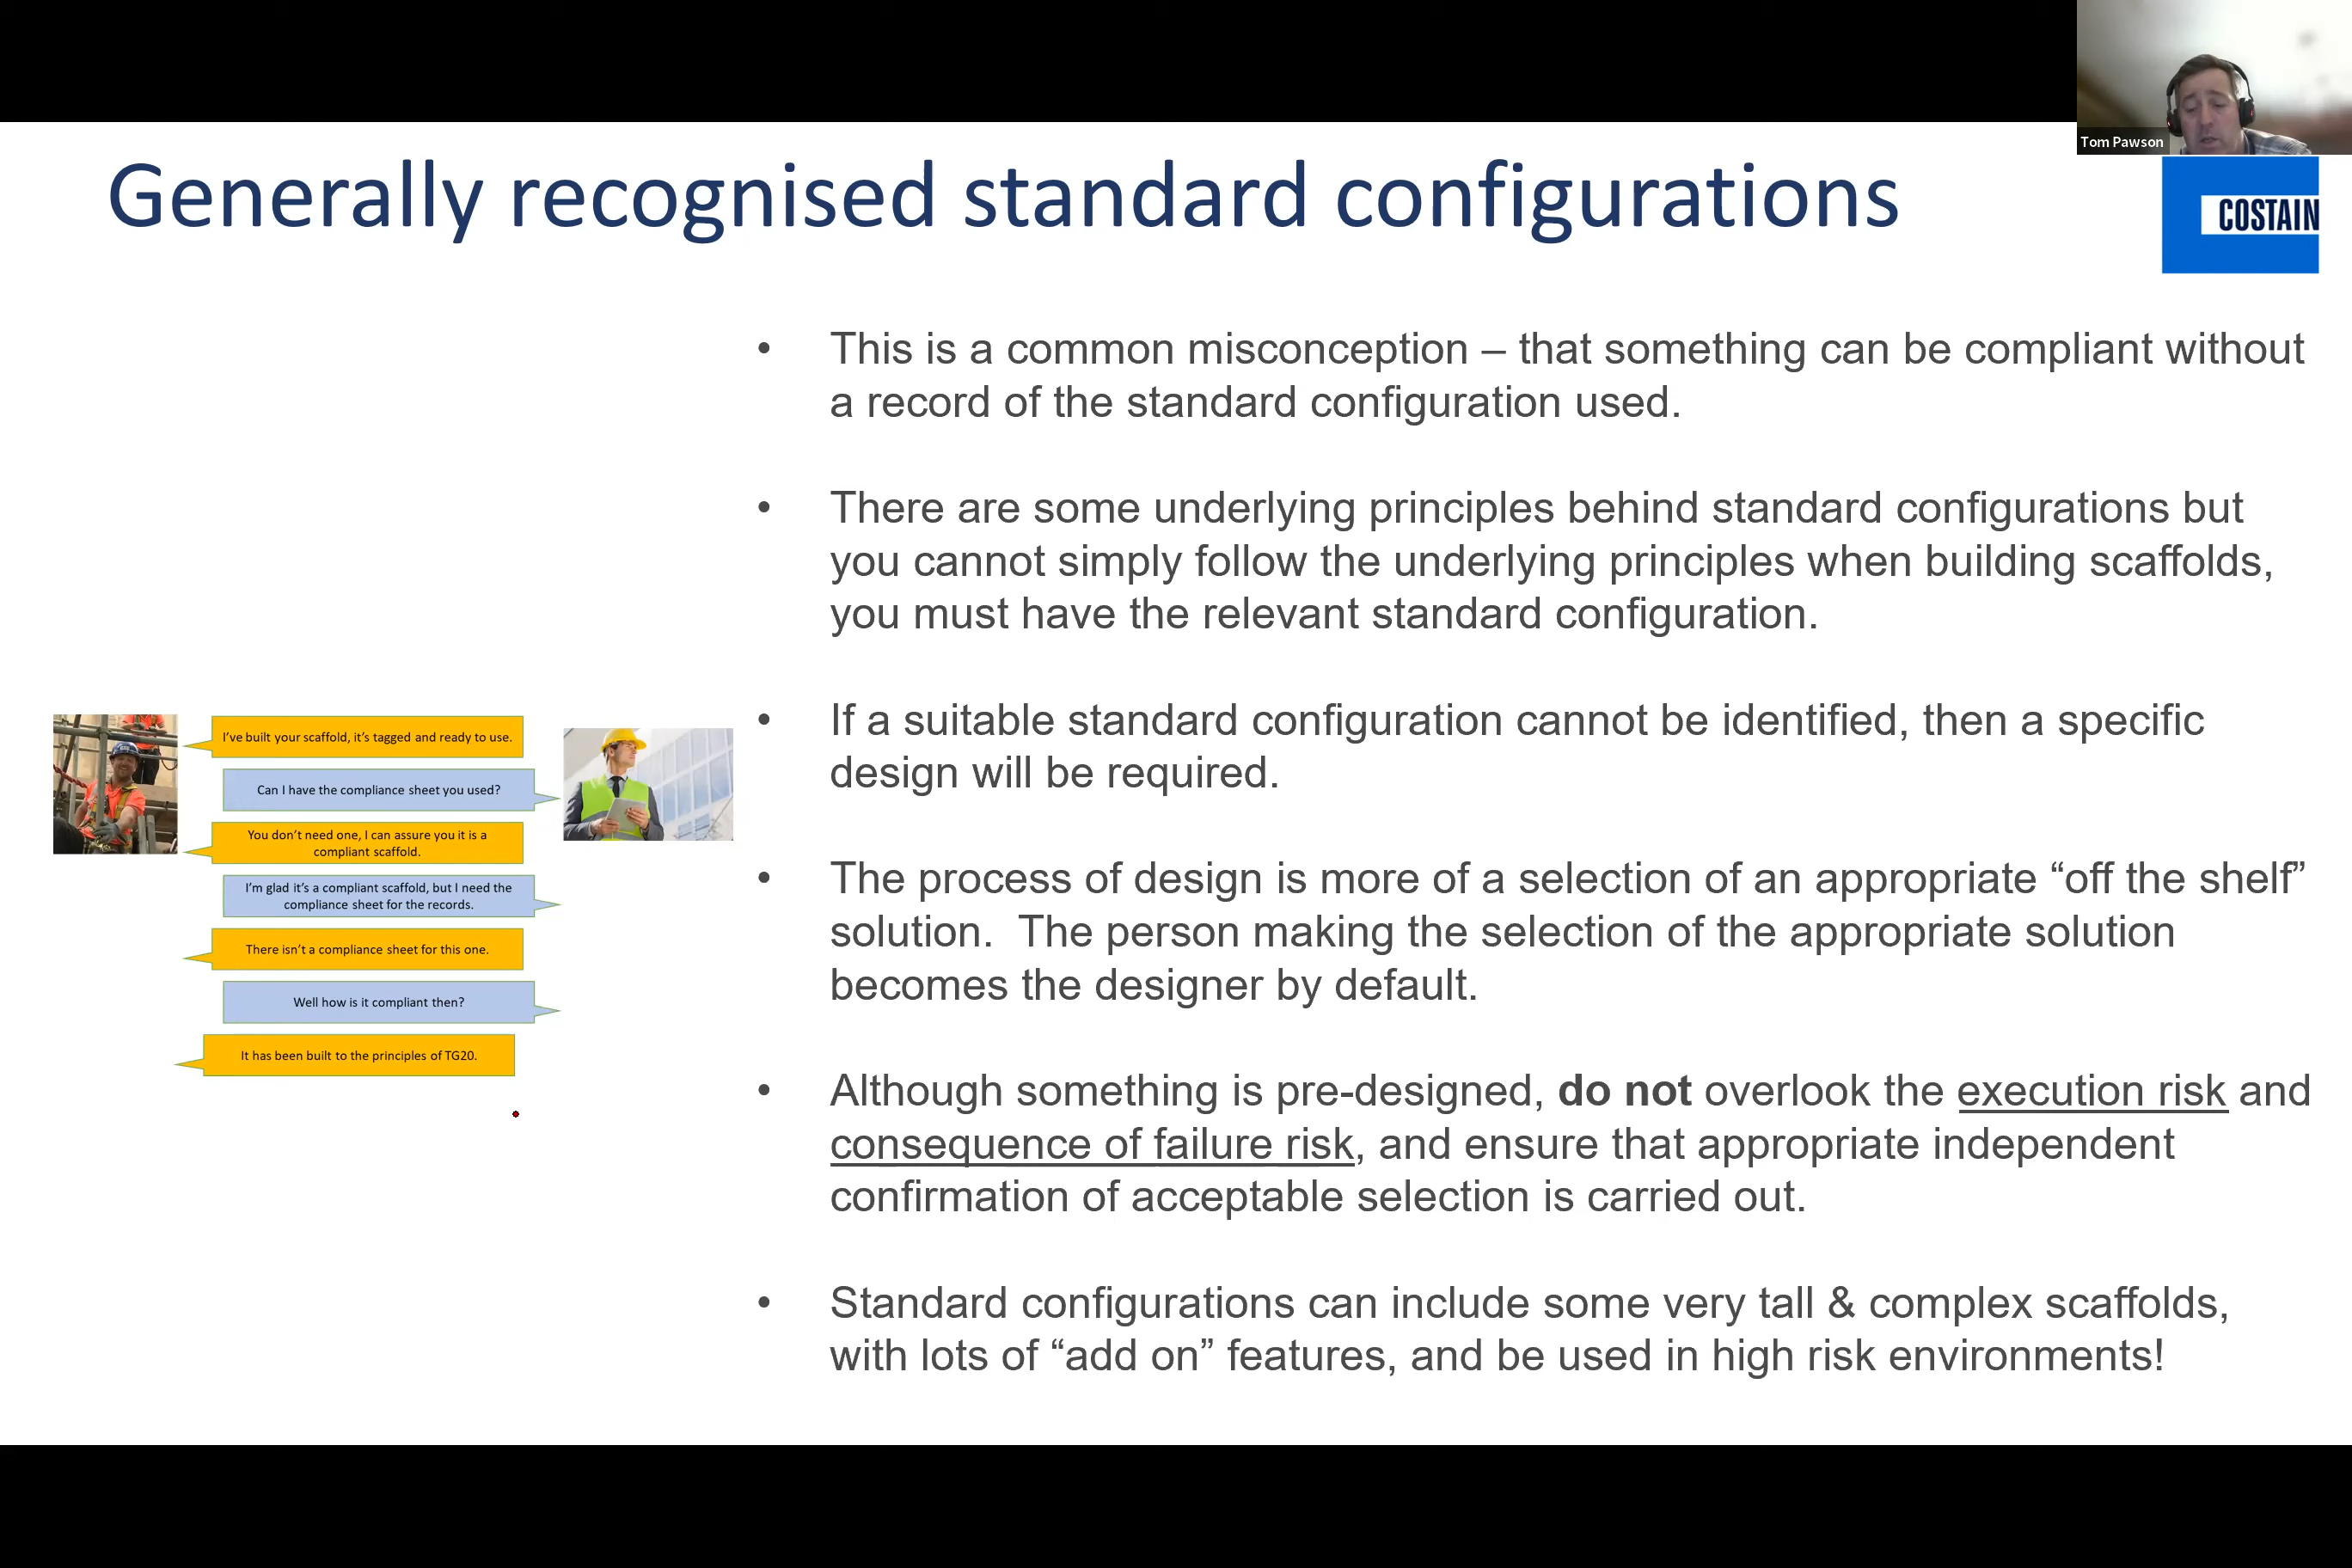 Tom Pawson
Generally recognised standard configurations
COSTAIN
I've built your scaffold, it's tagged and ready to use.
Can I have the compliance sheet you used?
You don't need one, I can assure you it is a
compliant scaffold.
I'm glad it's a compliant scaffold, but I need the
compliance sheet for the records.
There isn't a compliance sheet for this one.
Well how is it compliant then?
It has been built to the principles of TG20.
• This is a common misconception – that something can be compliant without
a record of the standard configuration used.
• There are some underlying principles behind standard configurations but
you cannot simply follow the underlying principles when building scaffolds,
you must have the relevant standard configuration.
• If a suitable standard configuration cannot be identified, then a specific
design will be required.
• The process of design is more of a selection of an appropriate “off the shelf”
solution.  The person making the selection of the appropriate solution
becomes the designer by default.
• Although something is pre-designed, do not overlook the execution risk and
consequence of failure risk, and ensure that appropriate independent
confirmation of acceptable selection is carried out.
• Standard configurations can include some very tall & complex scaffolds,
with lots of “add on” features, and be used in high risk environments!